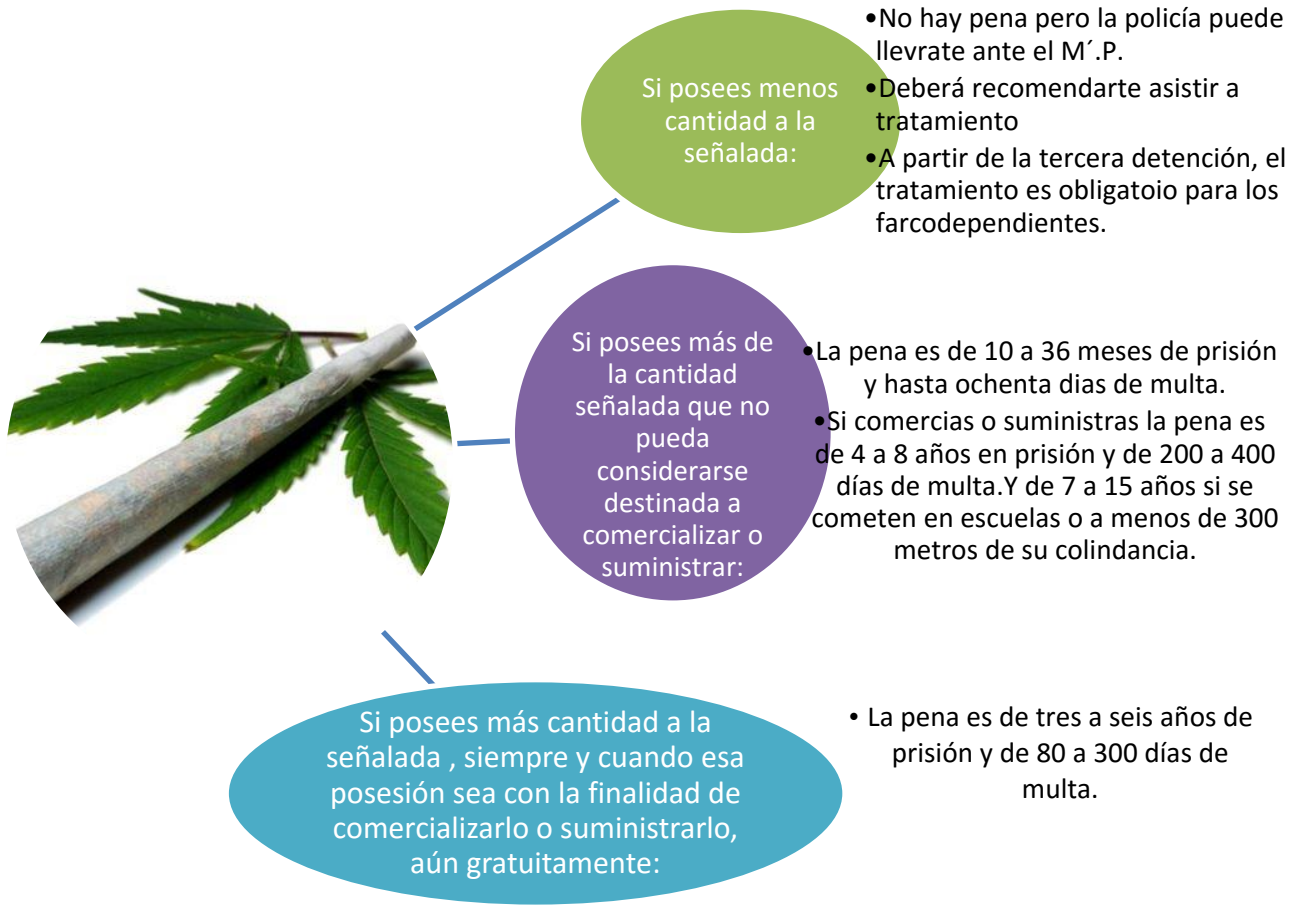 Si posees menos
cantidad a la
señalada:
•No hay pena pero la policía puede
llevrate ante el M´.P.
•Deberá recomendarte asistir a
tratamiento
•A partir de la tercera detención, el
tratamiento es obligatoio para los
farcodependientes.
Si posees más de
la cantidad
señalada que no
pueda
considerarse
destinada a
comercializar o
suministrar:
•La pena es de 10 a 36 meses de prisión
y hasta ochenta dias de multa.
•Si comercias o suministras la pena es
de 4 a 8 años en prisión y de 200 a 400
días de multa.Y de 7 a 15 años si se
cometen en escuelas o a menos de 300
metros de su colindancia.
Si posees más cantidad a la
señalada , siempre y cuando esa
posesión sea con la finalidad de
comercializarlo o suministrarlo,
aún gratuitamente:
• La pena es de tres a seis años de
prisión y de 80 a 300 días de
multa.